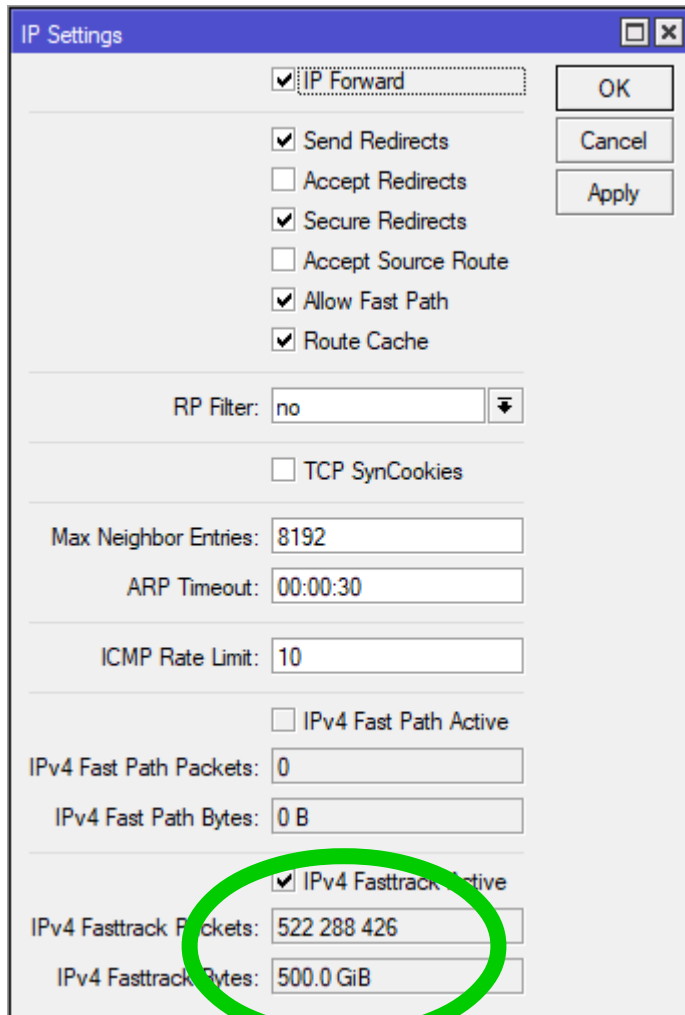 IP Settings
IP Forward
OK
Send Redirects
Cancel
Accept Redirects
Apply
Secure Redirects
Accept Source Route
Allow Fast Path
Route Cache
RP Filter: no
TCP SynCookies
Max Neighbor Entries: 8192
ARP Timeout: 00:00:30
ICMP Rate Limit: 10
IPv4 Fast Path Active
IPv4 Fast Path Packets: 0
IPv4 Fast Path Bytes: 0 B
IPv4 Fasttrack Active
IPv4 Fasttrack Packets: 522 288 426
IPv4 Fasttrack Bytes: 500.0 GiB